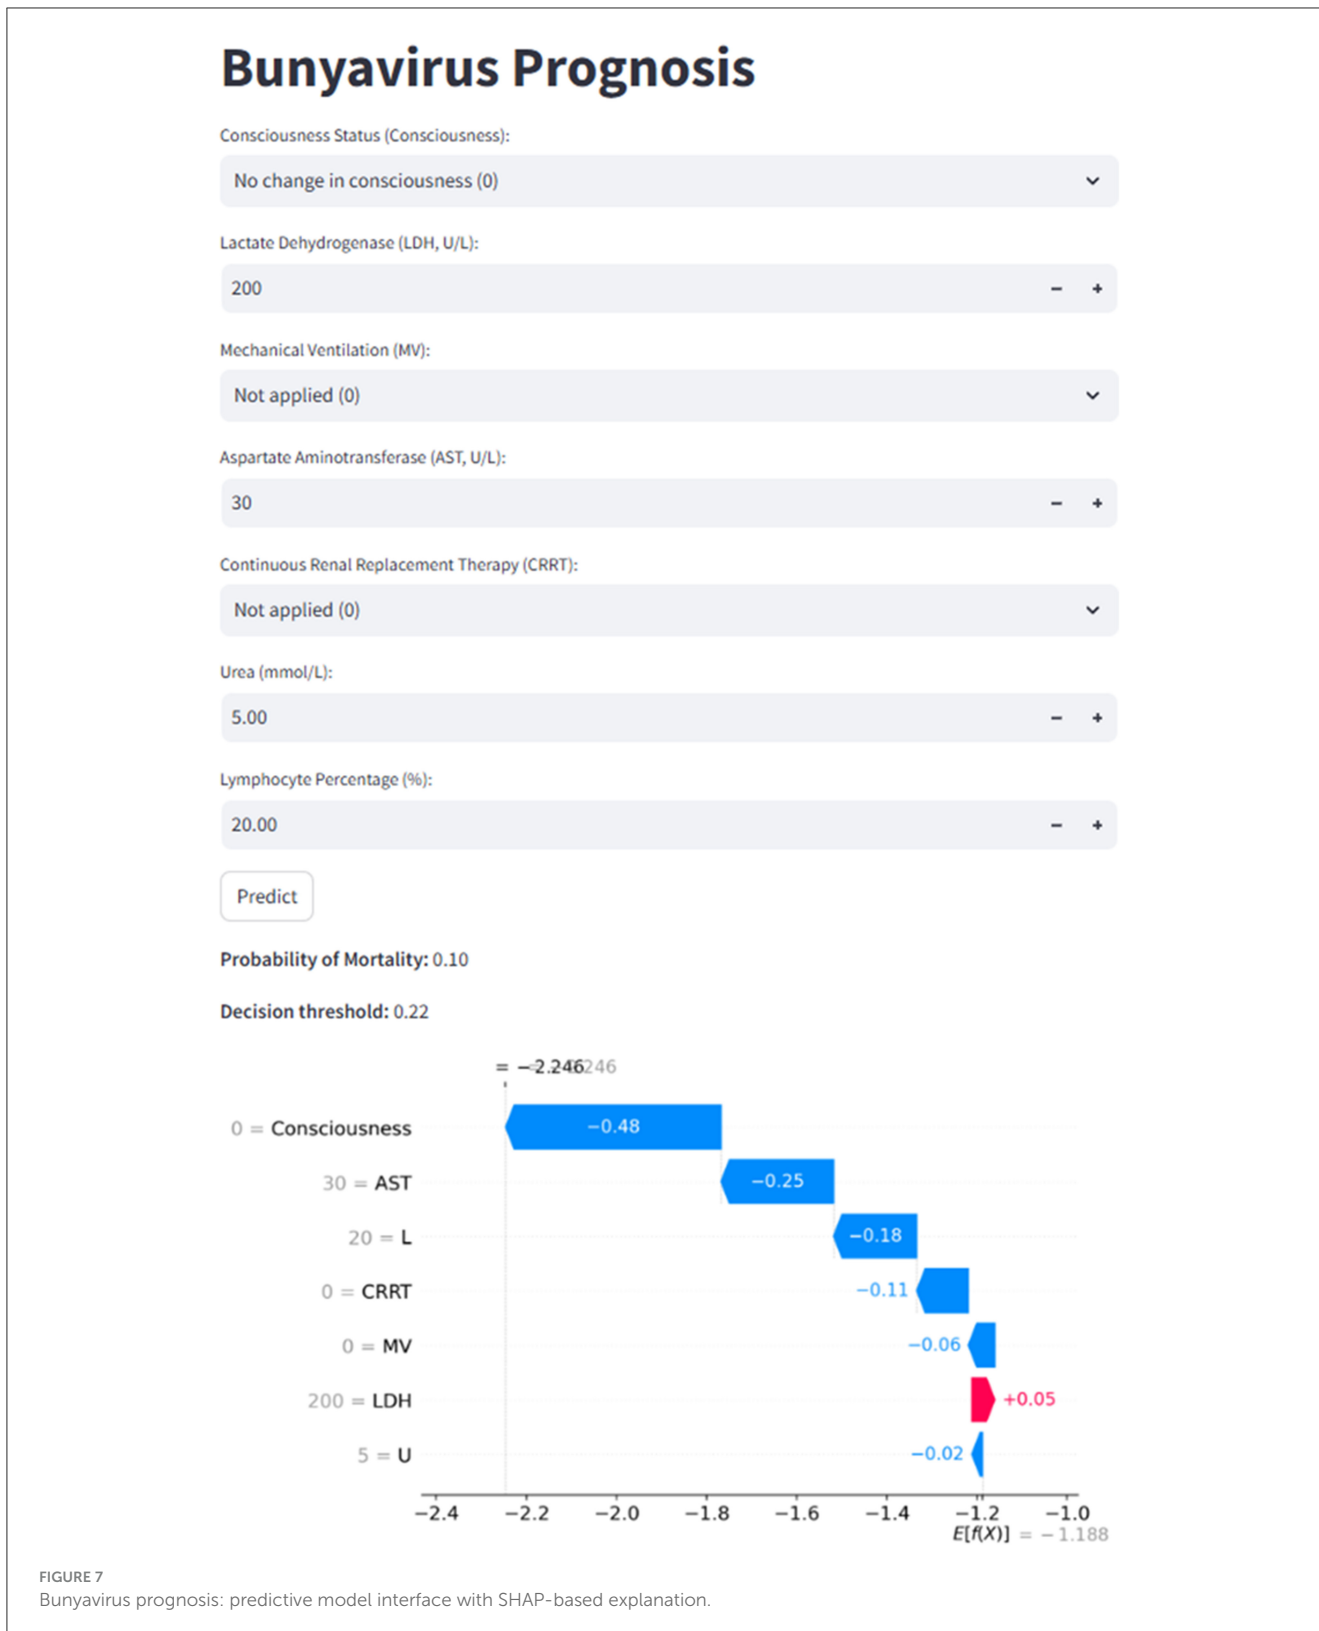 Bunyavirus Prognosis
Consciousness Status (Consciousness):
No change in consciousness (0)
Lactate Dehydrogenase (LDH, U/L):
200
− +
Mechanical Ventilation (MV):
Not applied (0)
Aspartate Aminotransferase (AST, U/L):
30
− +
Continuous Renal Replacement Therapy (CRRT):
Not applied (0)
Urea (mmol/L):
5.00
− +
Lymphocyte Percentage (%):
20.00
− +
Predict
Probability of Mortality: 0.10
Decision threshold: 0.22
= −2.246
0 = Consciousness −0.48
30 = AST −0.25
20 = L −0.18
0 = CRRT −0.11
0 = MV −0.06
200 = LDH +0.05
5 = U −0.02
−2.4 −2.2 −2.0 −1.8 −1.6 −1.4 −1.2 −1.0
E[f(X)] = −1.188
FIGURE 7
Bunyavirus prognosis: predictive model interface with SHAP-based explanation.